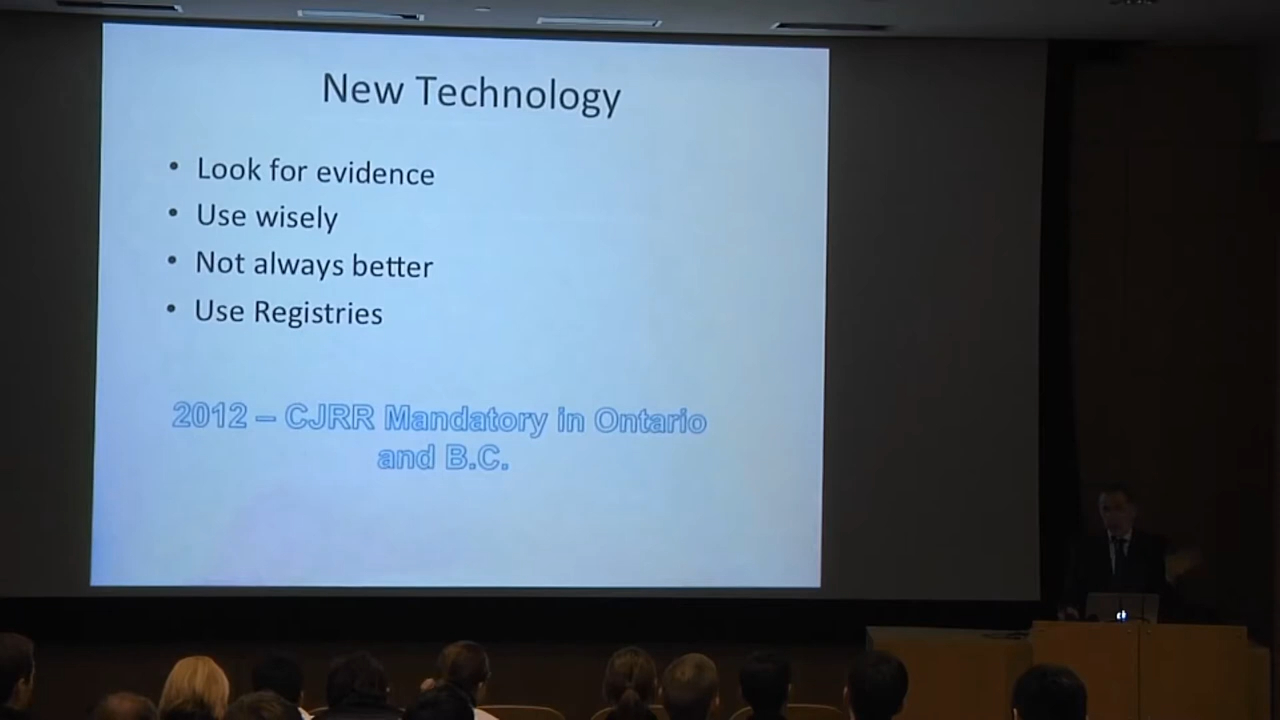 New Technology
• Look for evidence
• Use wisely
• Not always better
• Use Registries
2012 – CJRR Mandatory in Ontario
and B.C.